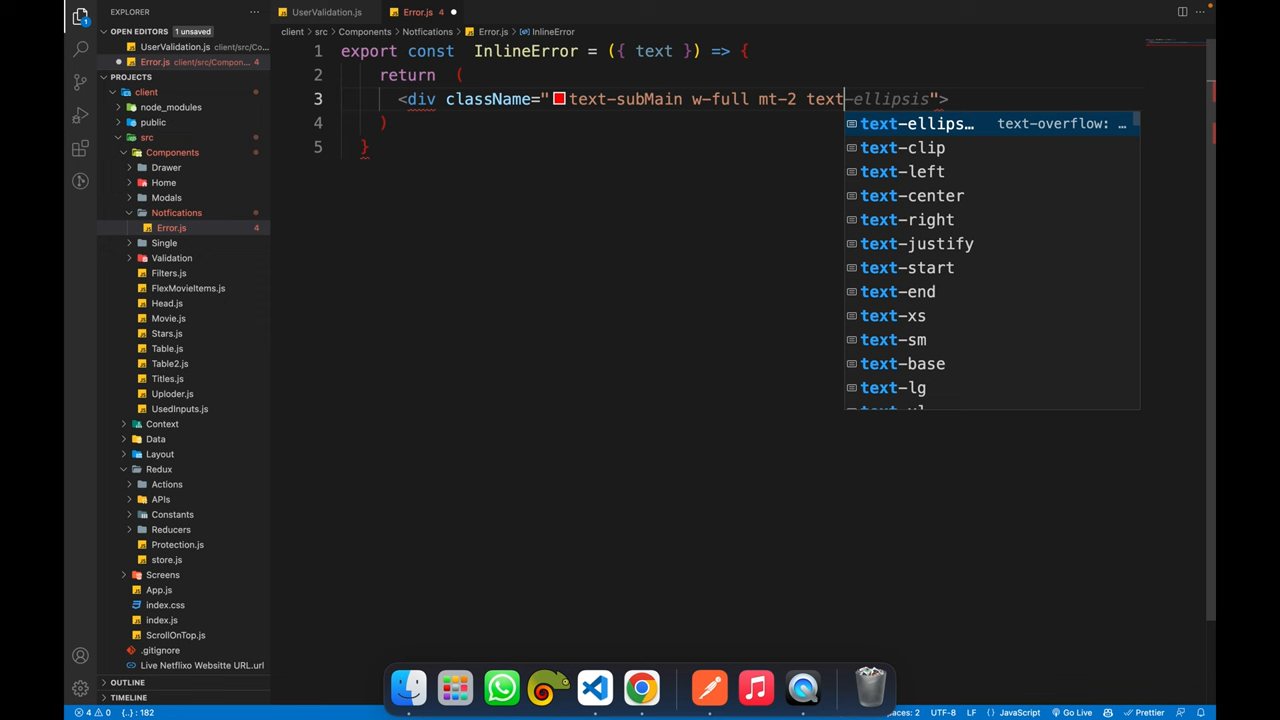 EXPLORER
UserValidation.js
Error.js 4
OPEN EDITORS 1 unsaved
UserValidation.js client/src/Co...
Error.js client/src/Compon... 4
PROJECTS
client
node_modules
public
src
Components
Drawer
Home
Modals
Notfications
Error.js 4
Single
Validation
Filters.js
FlexMovieItems.js
Head.js
Movie.js
Stars.js
Table.js
Table2.js
Titles.js
Uploder.js
UsedInputs.js
Context
Data
Layout
Redux
Actions
APIs
Constants
Reducers
Protection.js
store.js
Screens
App.js
index.css
index.js
ScrollOnTop.js
.gitignore
Live Netflixo Websitte URL.url
OUTLINE
TIMELINE
client > src > Components > Notfications > Error.js > InlineError
1 export const InlineError = ({ text }) => {
2 return (
3 <div className="text-subMain w-full mt-2 text-ellipsis">
4 )
5 }
text-ellips... text-overflow: ...
text-clip
text-left
text-center
text-right
text-justify
text-start
text-end
text-xs
text-sm
text-base
text-lg
4 0 {..} : 182
paces: 2 UTF-8 LF {} JavaScript Go Live Prettier